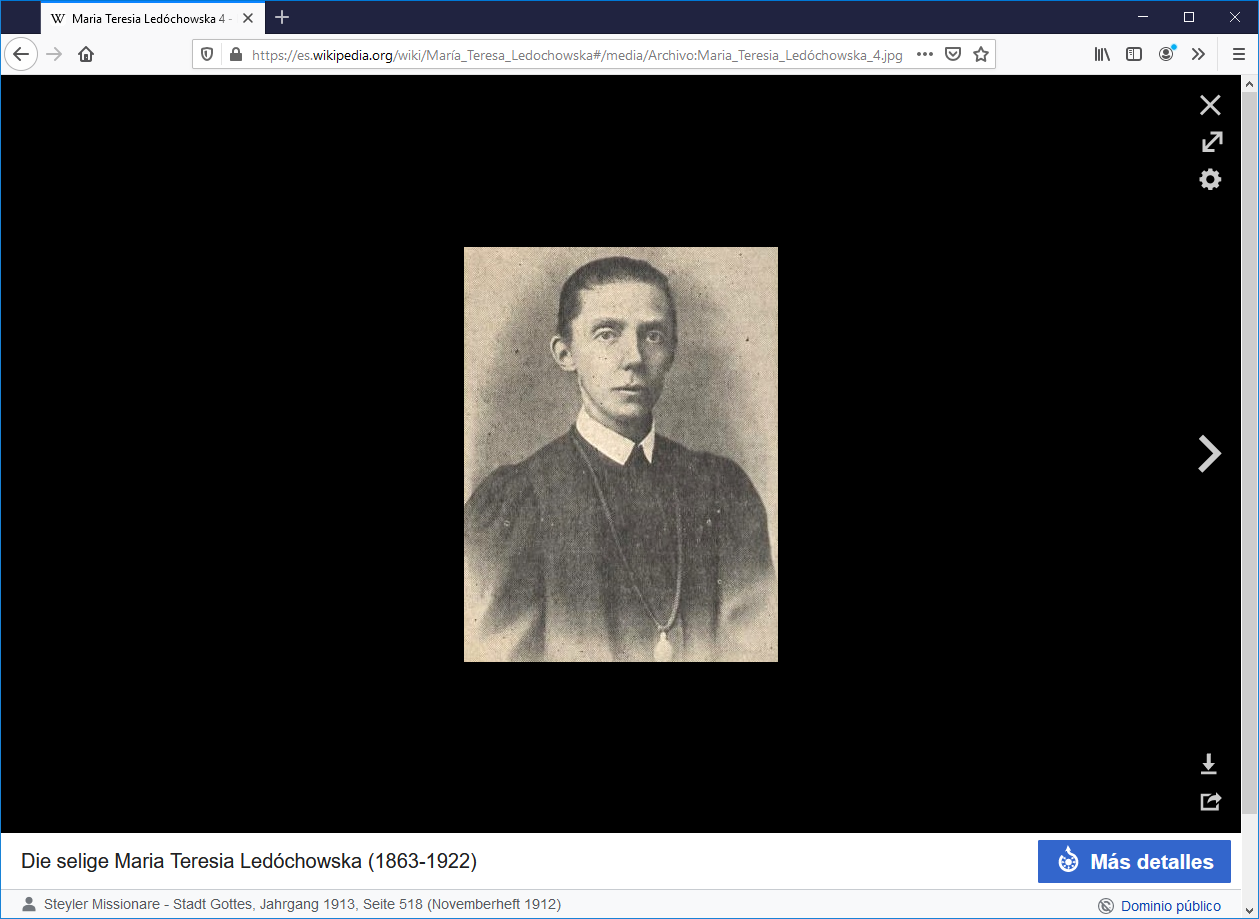 Maria Teresia Ledóchowska 4 -
https://es.wikipedia.org/wiki/María_Teresa_Ledochowska#/media/Archivo:Maria_Teresia_Ledóchowska_4.jpg
Die selige Maria Teresia Ledóchowska (1863-1922)
Más detalles
Steyler Missionare - Stadt Gottes, Jahrgang 1913, Seite 518 (Novemberheft 1912)
Dominio público